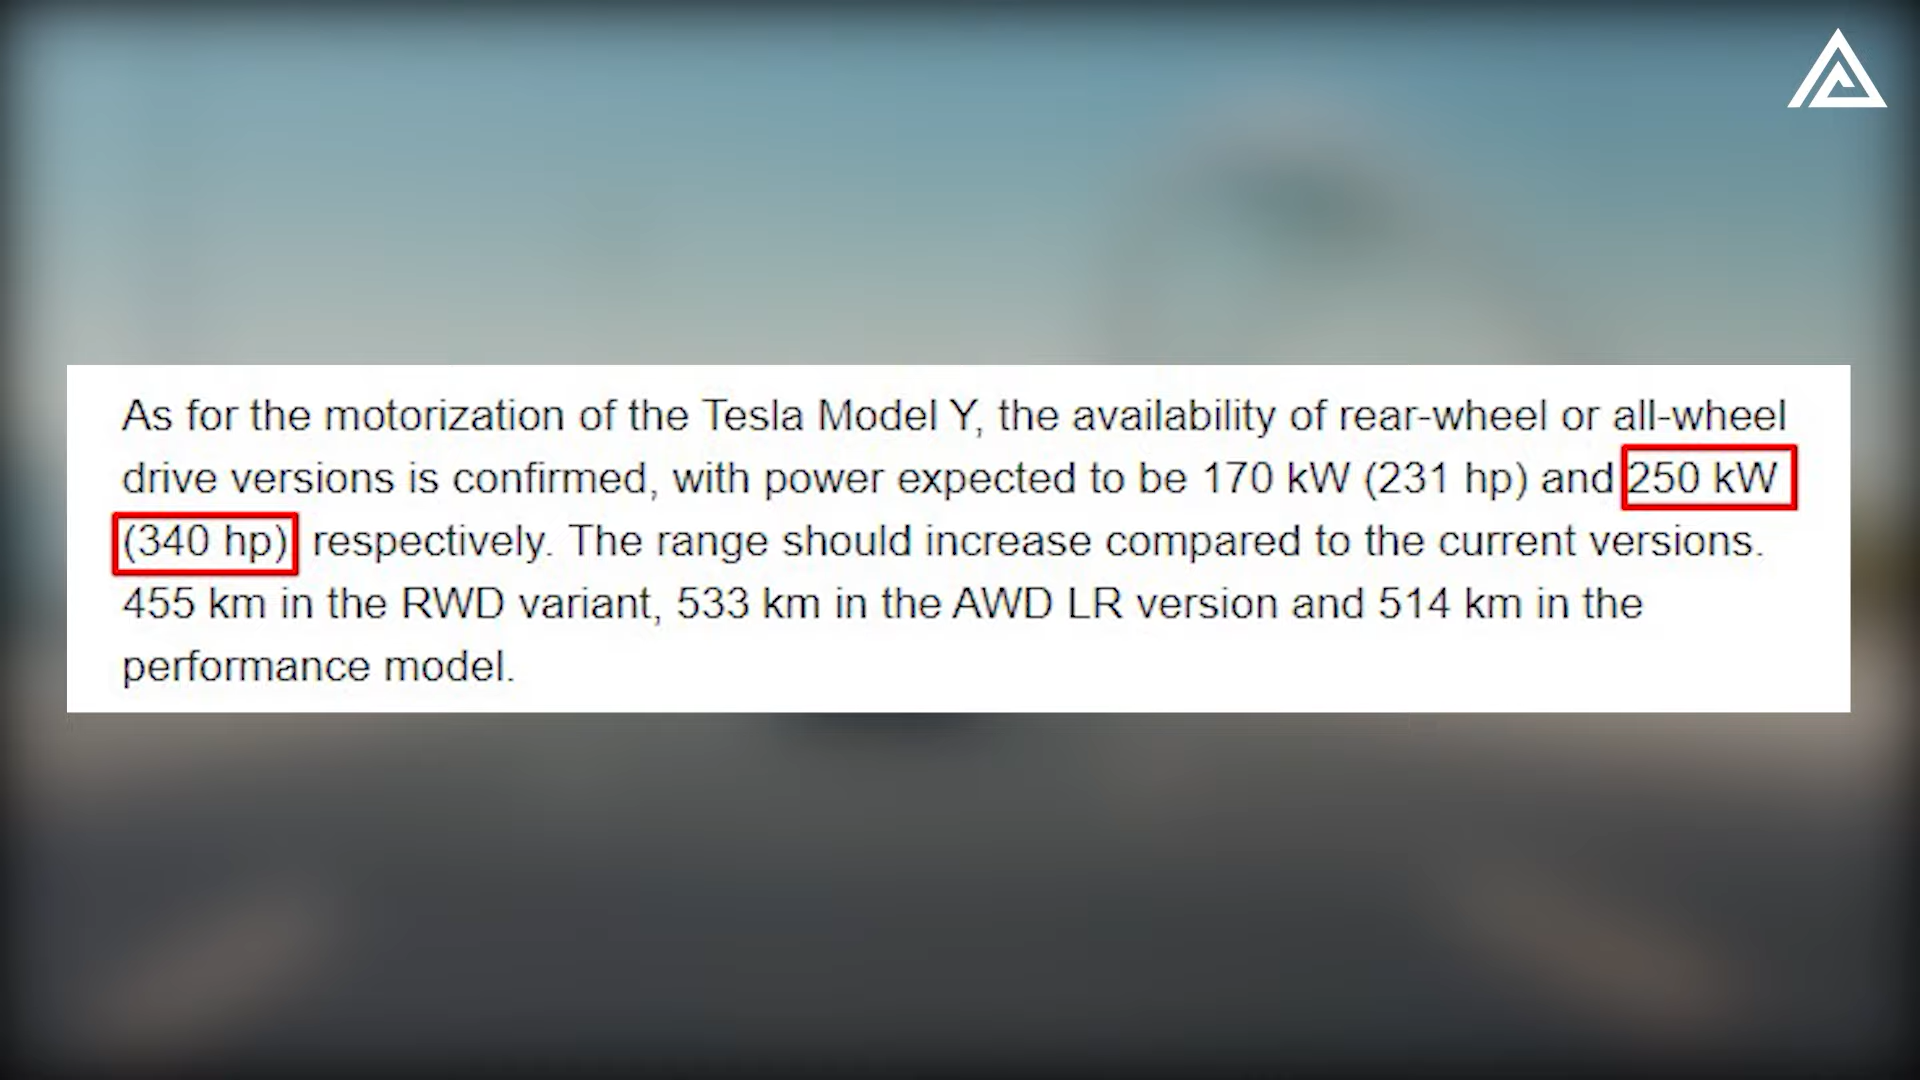 As for the motorization of the Tesla Model Y, the availability of rear-wheel or all-wheel
drive versions is confirmed, with power expected to be 170 kW (231 hp) and 250 kW
(340 hp) respectively. The range should increase compared to the current versions.
455 km in the RWD variant, 533 km in the AWD LR version and 514 km in the
performance model.